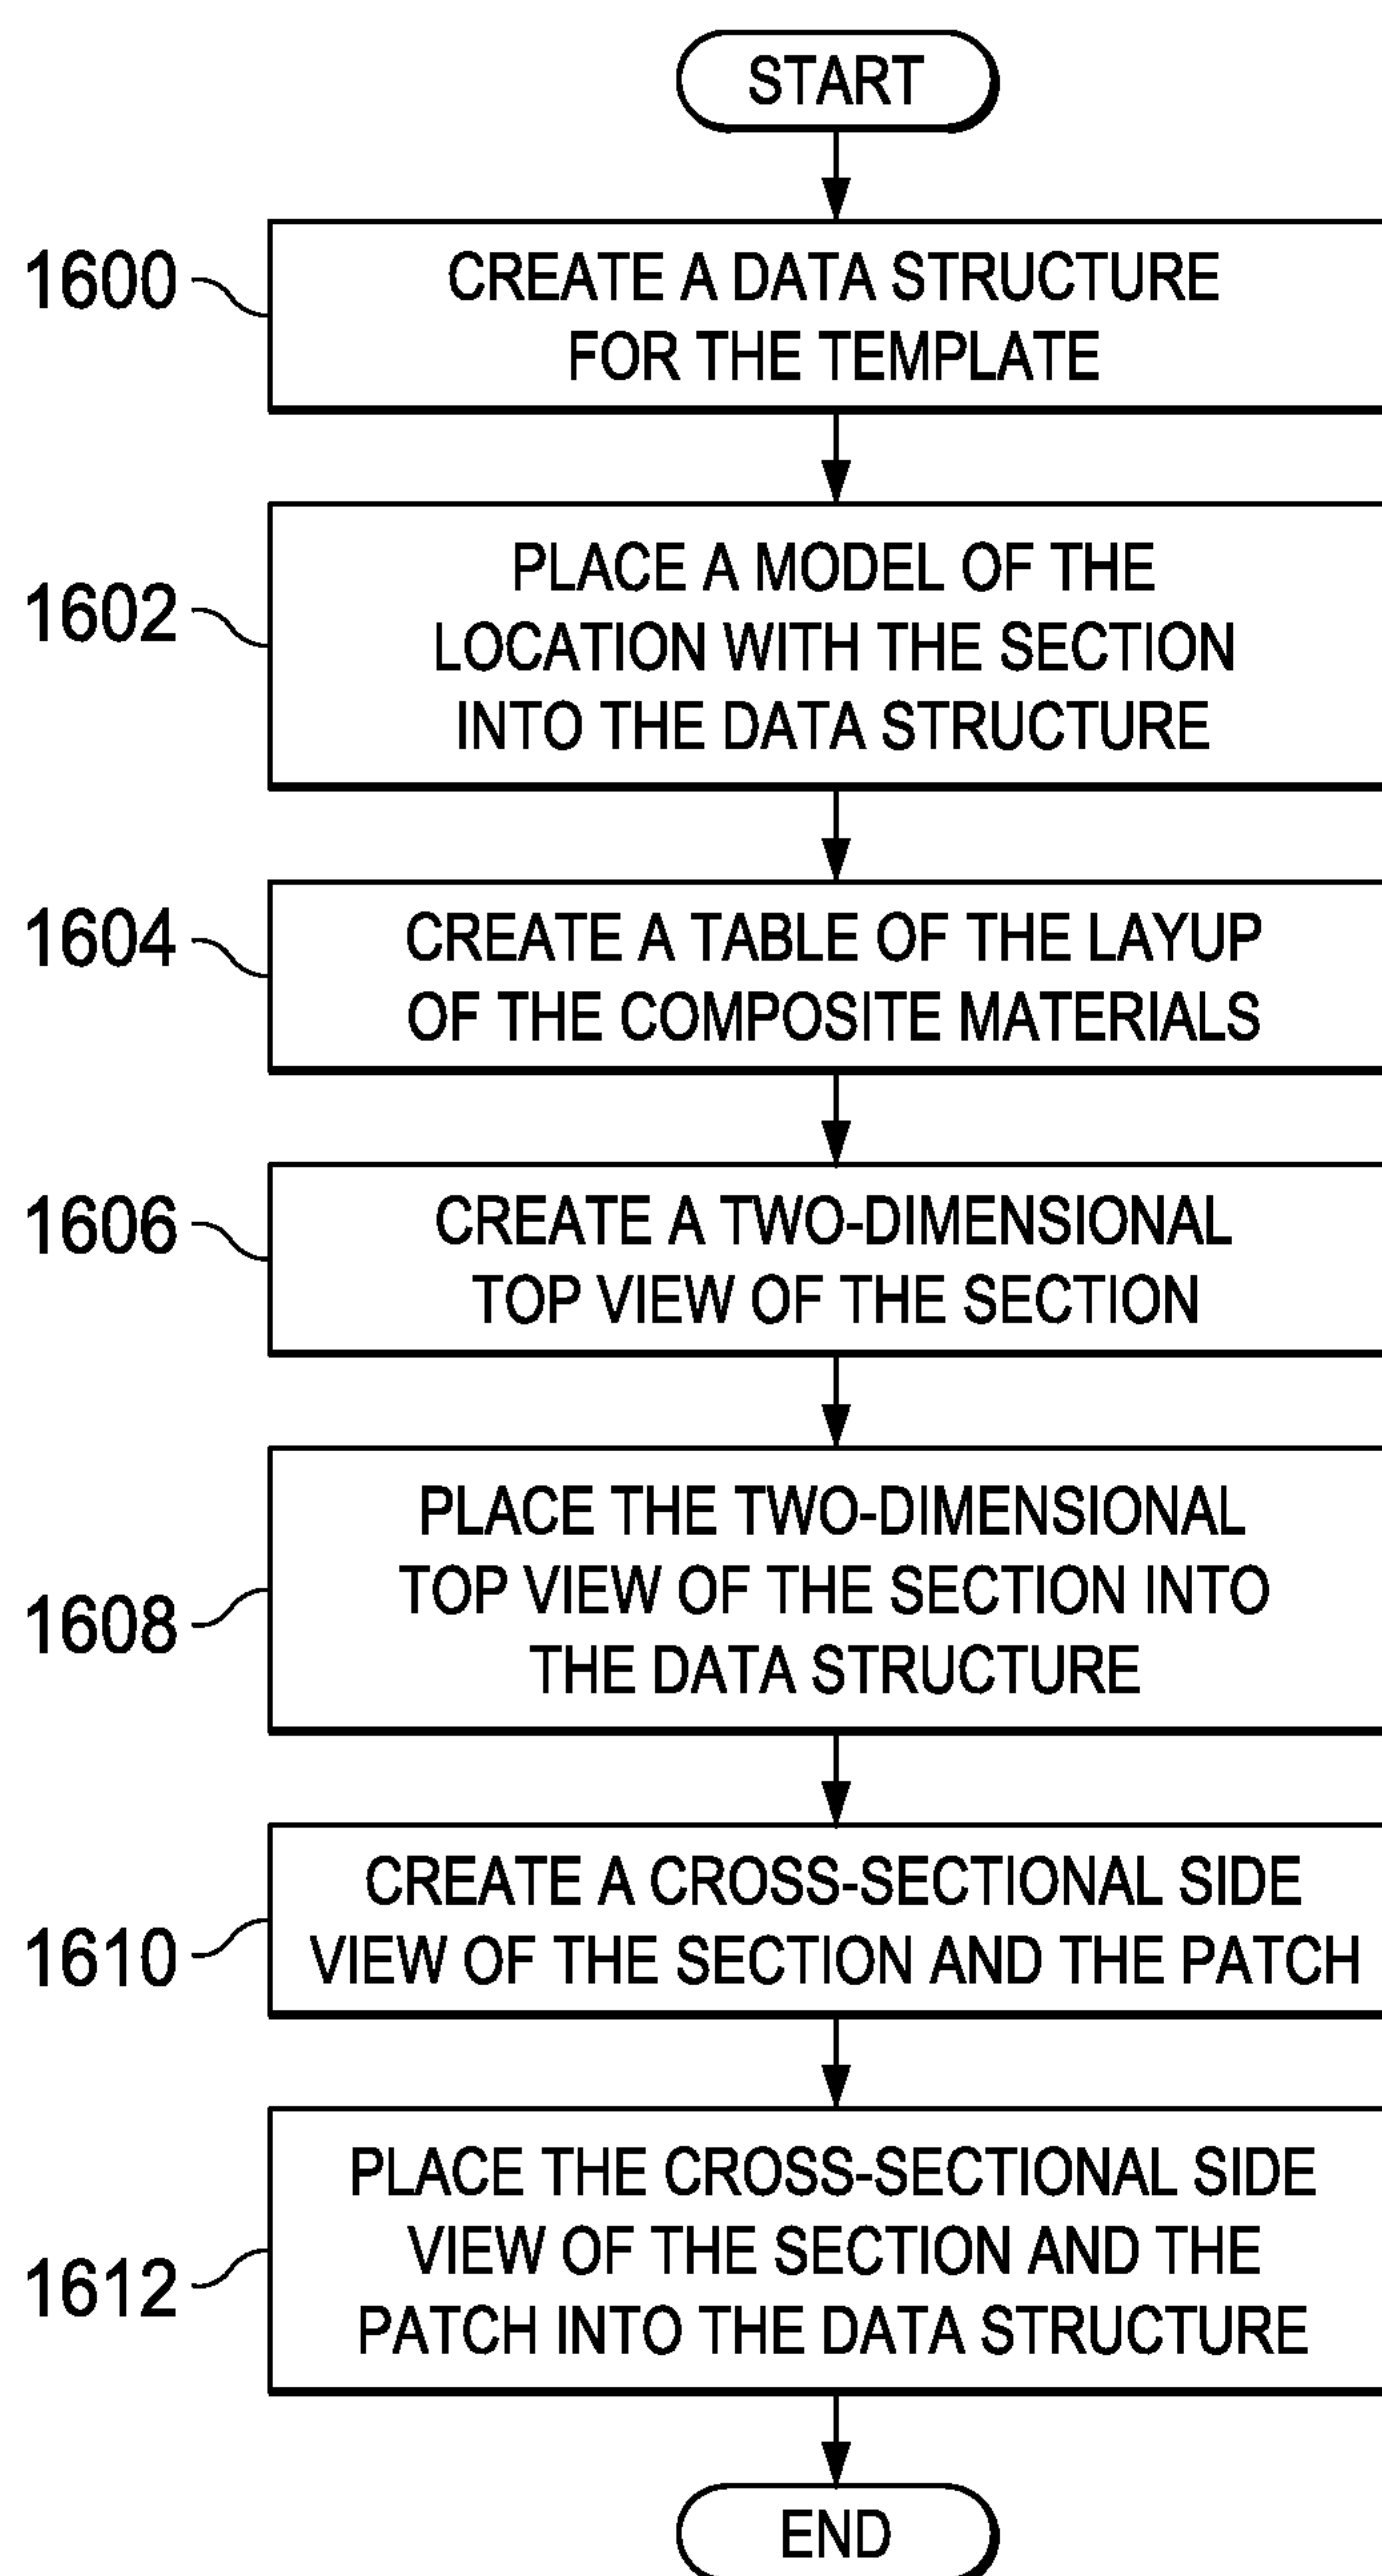 START
1600
CREATE A DATA STRUCTURE
FOR THE TEMPLATE
1602
PLACE A MODEL OF THE
LOCATION WITH THE SECTION
INTO THE DATA STRUCTURE
1604
CREATE A TABLE OF THE LAYUP
OF THE COMPOSITE MATERIALS
1606
CREATE A TWO-DIMENSIONAL
TOP VIEW OF THE SECTION
1608
PLACE THE TWO-DIMENSIONAL
TOP VIEW OF THE SECTION INTO
THE DATA STRUCTURE
1610
CREATE A CROSS-SECTIONAL SIDE
VIEW OF THE SECTION AND THE PATCH
1612
PLACE THE CROSS-SECTIONAL SIDE
VIEW OF THE SECTION AND THE
PATCH INTO THE DATA STRUCTURE
END